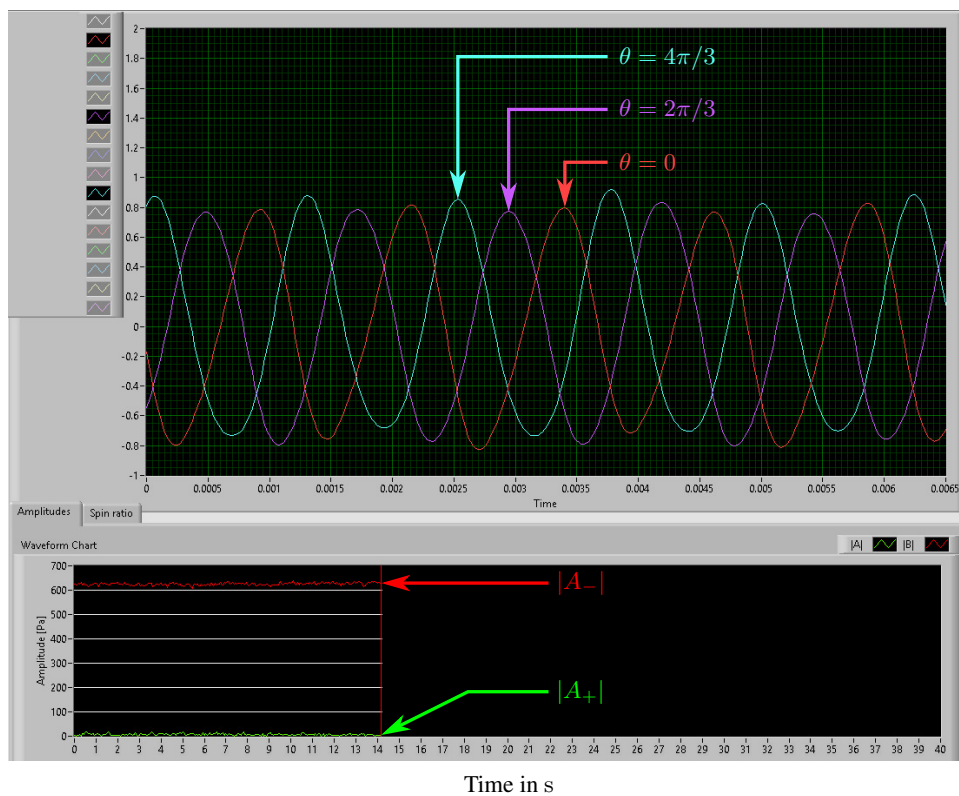 2
1.8
1.6
1.4
1.2
1
0.8
0.6
0.4
0.2
0
-0.2
-0.4
-0.6
-0.8
-1
θ = 4π/3
θ = 2π/3
θ = 0
0 0.0005 0.001 0.0015 0.002 0.0025 0.003 0.0035 0.004 0.0045 0.005 0.0055 0.006 0.0065
Time
Amplitudes Spin ratio
Waveform Chart |A| |B|
700
600
500
400
300
200
100
0
Amplitude [Pa]
|A₋|
|A₊|
0 1 2 3 4 5 6 7 8 9 10 11 12 13 14 15 16 17 18 19 20 21 22 23 24 25 26 27 28 29 30 31 32 33 34 35 36 37 38 39 40
Time in s